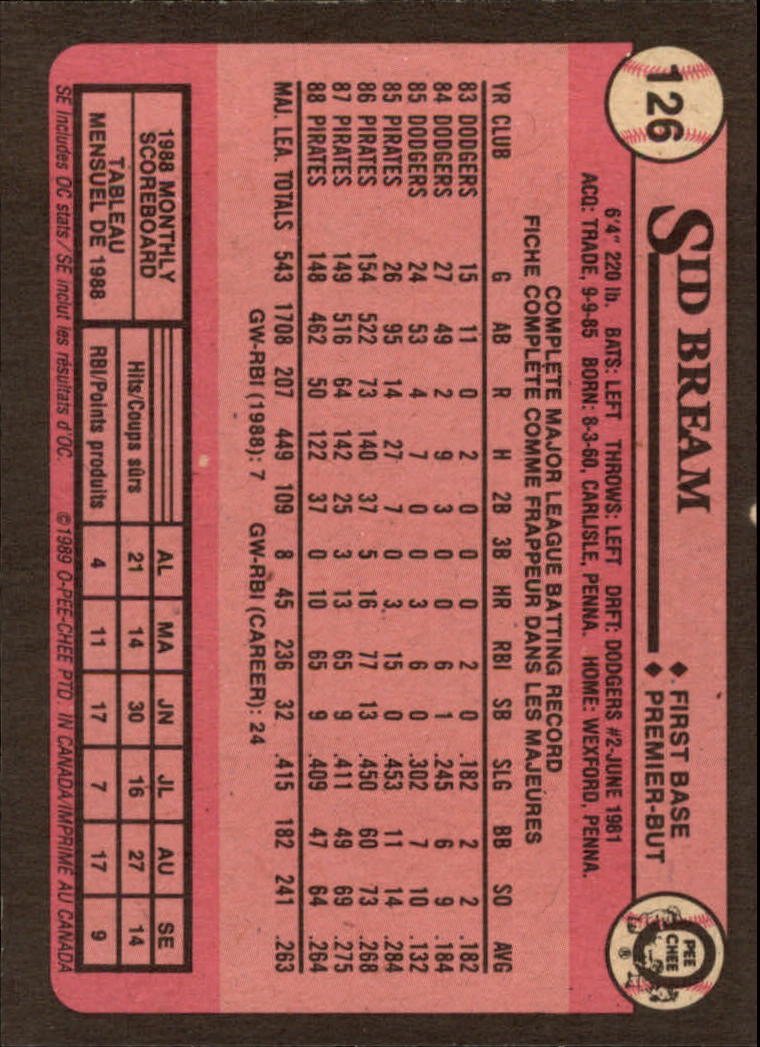 126
SID BREAM
◆ FIRST BASE
◆ PREMIER-BUT
PEE
CHEE
®
6'4" 220 lb. BATS: LEFT THROWS: LEFT DRFT: DODGERS #2-JUNE 1981
ACQ: TRADE, 9-9-85 BORN: 8-3-60, CARLISLE, PENNA. HOME: WEXFORD, PENNA.
COMPLETE MAJOR LEAGUE BATTING RECORD
FICHE COMPLÈTE COMME FRAPPEUR DANS LES MAJEURES
YR CLUB G AB R H 2B 3B HR RBI SB SLG BB SO AVG
83 DODGERS 15 11 0 2 0 0 0 2 0 .182 2 2 .182
84 DODGERS 27 49 2 9 3 0 0 6 1 .245 6 9 .184
85 DODGERS 24 53 4 7 0 0 3 6 0 .302 7 10 .132
85 PIRATES 26 95 14 27 7 0 3 15 0 .453 11 14 .284
86 PIRATES 154 522 73 140 37 5 16 77 13 .450 60 73 .268
87 PIRATES 149 516 64 142 25 3 13 65 9 .411 49 69 .275
88 PIRATES 148 462 50 122 37 0 10 65 9 .409 47 64 .264
MAJ. LEA. TOTALS 543 1708 207 449 109 8 45 236 32 .415 182 241 .263
GW-RBI (1988): 7 GW-RBI (CAREER): 24
1988 MONTHLY
SCOREBOARD
TABLEAU
MENSUEL DE 1988
AL MA JN JL AU SE
Hits/Coups sûrs 21 14 30 16 27 14
RBI/Points produits 4 11 17 7 17 9
SE includes OC stats/SE inclut les résultats d'OC. ©1989 O-PEE-CHEE PTD. IN CANADA/IMPRIMÉ AU CANADA